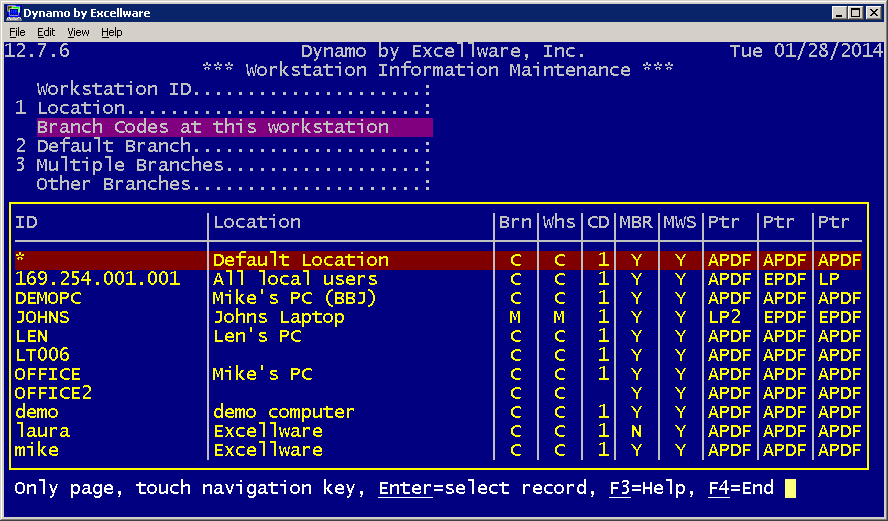 Dynamo by Excellware
File Edit View Help
12.7.6 Dynamo by Excellware, Inc. Tue 01/28/2014
*** Workstation Information Maintenance ***
Workstation ID.....................:
1 Location...........................:
Branch Codes at this workstation
2 Default Branch.....................:
3 Multiple Branches..................:
Other Branches.....................:
ID Location Brn Whs CD MBR MWS Ptr Ptr Ptr
* Default Location C C 1 Y Y APDF APDF APDF
169.254.001.001 All local users C C 1 Y Y APDF EPDF LP
DEMOPC Mike's PC (BBJ) C C 1 Y Y APDF APDF APDF
JOHNS Johns Laptop M M 1 Y Y LP2 EPDF EPDF
LEN Len's PC C C 1 Y Y APDF APDF APDF
LT006 C C 1 Y Y APDF APDF APDF
OFFICE Mike's PC C C 1 Y Y APDF APDF APDF
OFFICE2 C C Y Y APDF APDF APDF
demo demo computer C C 1 Y Y APDF APDF APDF
laura Excellware C C 1 N Y APDF APDF APDF
mike Excellware C C 1 Y Y APDF APDF APDF
Only page, touch navigation key, Enter=select record, F3=Help, F4=End